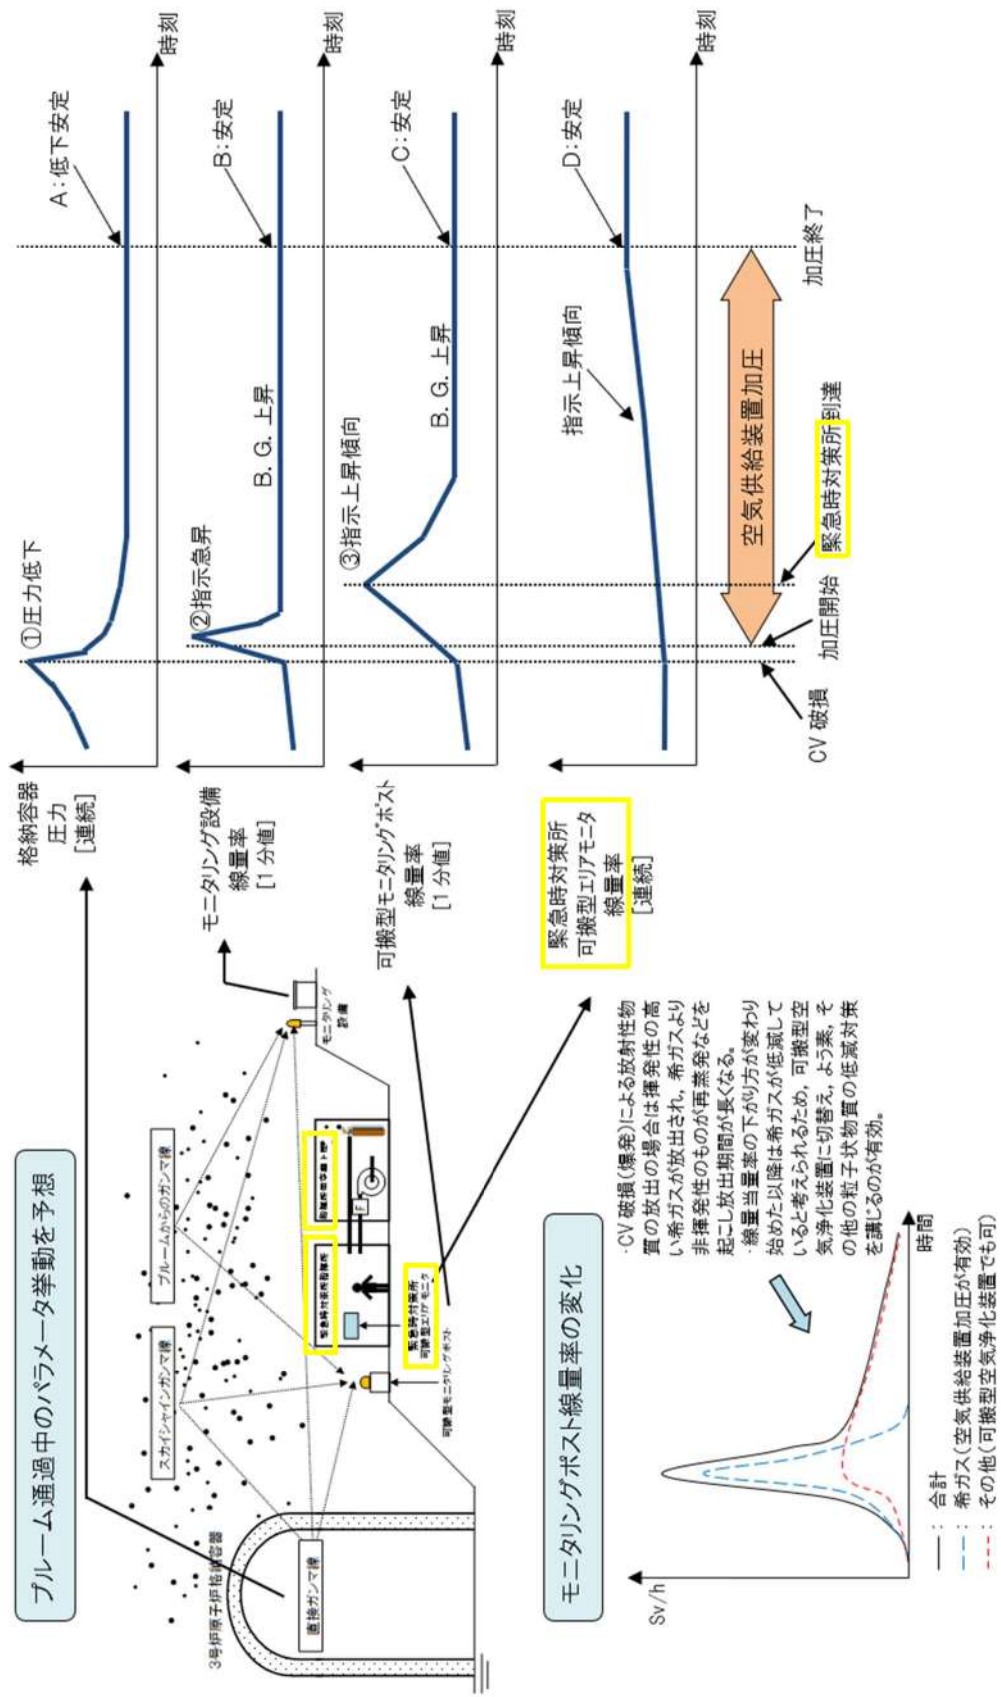 プルーム通過中のパラメータ挙動を予想
3号炉原子炉格納容器
直接ガンマ線
スカイシャインガンマ線
プルームからのガンマ線
緊急時対策所指揮所
F
緊急時対策所
可搬型エリアモニタ
可搬型モニタリングポスト
モニタリング
設備
格納容器
圧力
[連続]
①圧力低下
A:低下安定
時刻
モニタリング設備
線量率
[1分値]
②指示急昇
B. G. 上昇
B:安定
時刻
可搬型モニタリングポスト
線量率
[1分値]
③指示上昇傾向
B. G. 上昇
C:安定
時刻
緊急時対策所
可搬型エリアモニタ
線量率
[連続]
指示上昇傾向
D:安定
時刻
空気供給装置加圧
CV 破損
加圧開始
緊急時対策所到達
加圧終了
モニタリングポスト線量率の変化
Sv/h
時間
―: 合計
――: 希ガス(空気供給装置加圧が有効)
---: その他(可搬型空気浄化装置でも可)
・CV 破損(爆発)による放射性物
質の放出の場合は揮発性の高
い希ガスが放出され，希ガスより
非揮発性のものが再蒸発などを
起こし放出期間が長くなる。
・線量当量率の下がり方が変わり
始めた以降は希ガスが低減して
いると考えられるため，可搬型空
気浄化装置に切替え，よう素，そ
の他の粒子状物質の低減対策
を講じるのが有効。